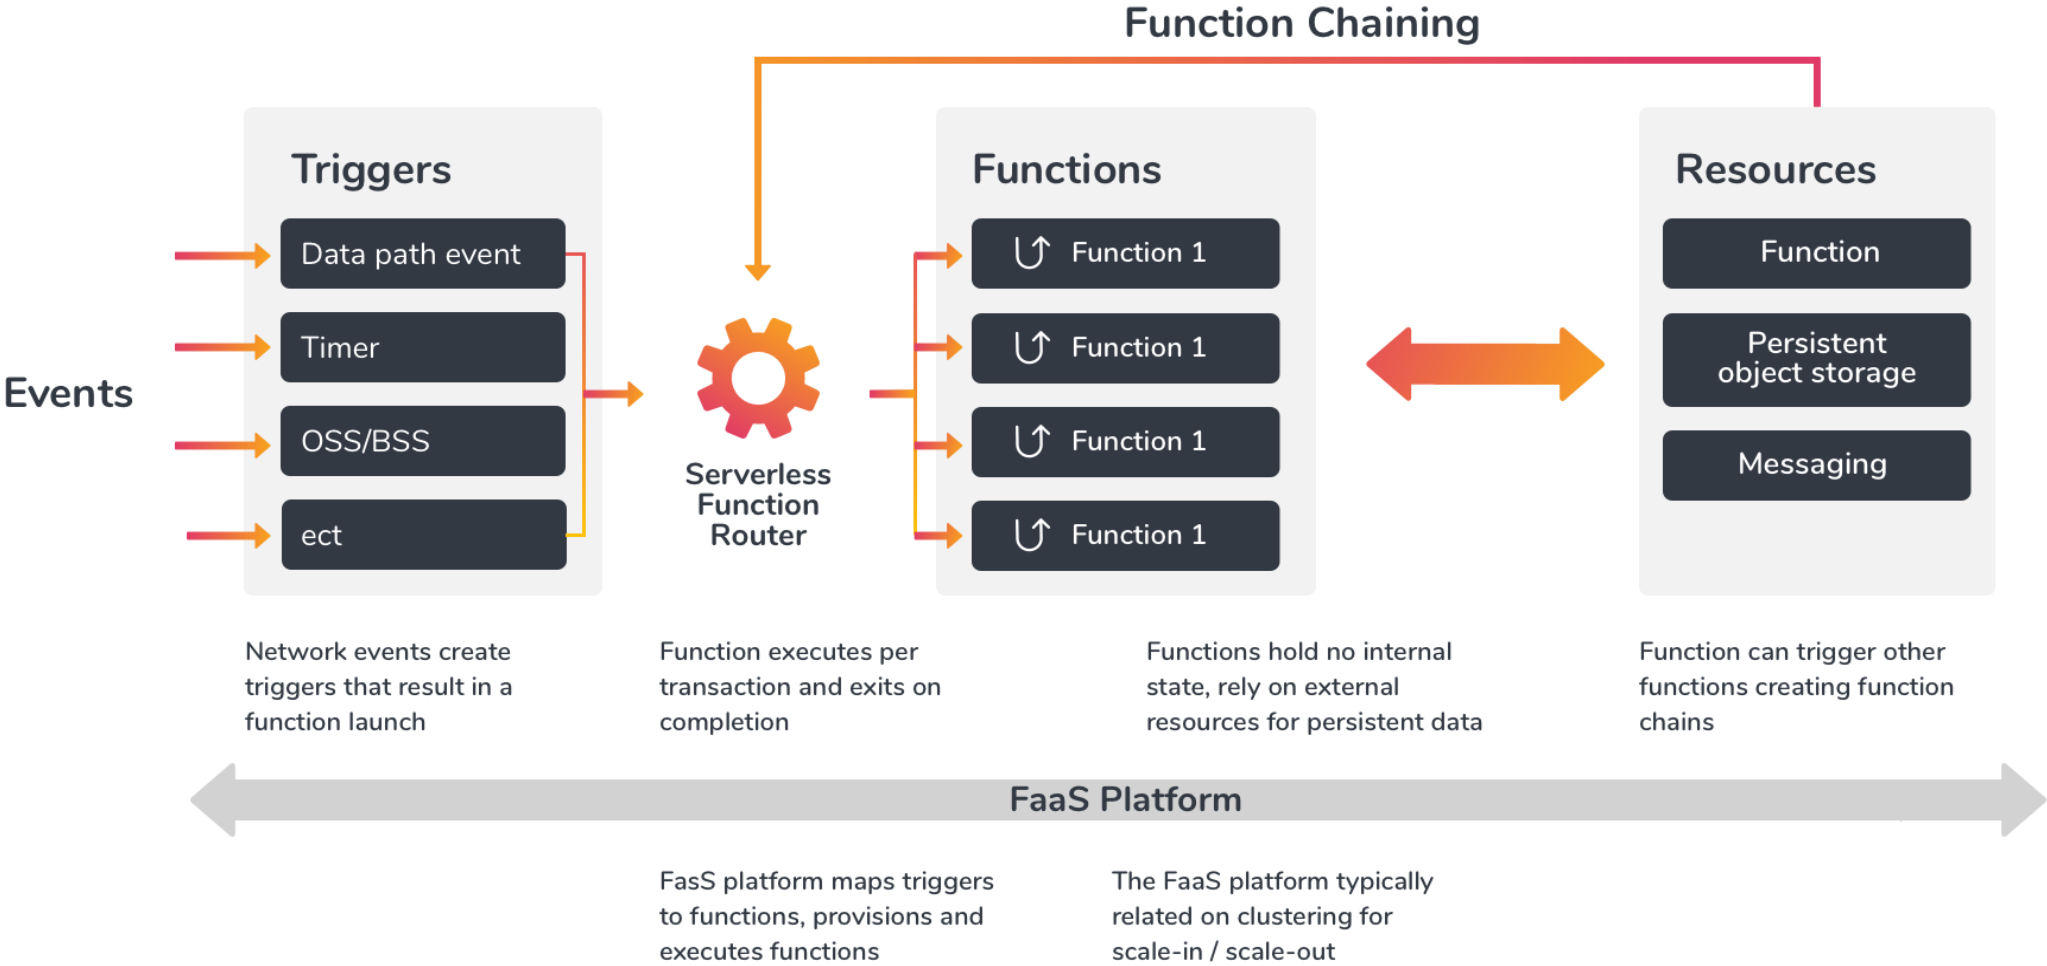 Function Chaining
Events
Triggers
Data path event
Timer
OSS/BSS
ect
Serverless
Function
Router
Functions
Function 1
Function 1
Function 1
Function 1
Resources
Function
Persistent
object storage
Messaging
Network events create
triggers that result in a
function launch
Function executes per
transaction and exits on
completion
Functions hold no internal
state, rely on external
resources for persistent data
Function can trigger other
functions creating function
chains
FaaS Platform
FasS platform maps triggers
to functions, provisions and
executes functions
The FaaS platform typically
related on clustering for
scale-in / scale-out